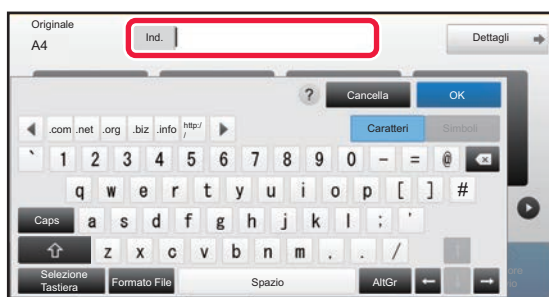 Originale
A4
Ind.
Dettagli
?
Cancella
OK
.com .net .org .biz .info http://
Caratteri
Simboli
` 1 2 3 4 5 6 7 8 9 0 - = @
q w e r t y u i o p [ ] #
Caps a s d f g h j k l ; '
z x c v b n m , . /
Selezione Tastiera
Formato File
Spazio
AltGr